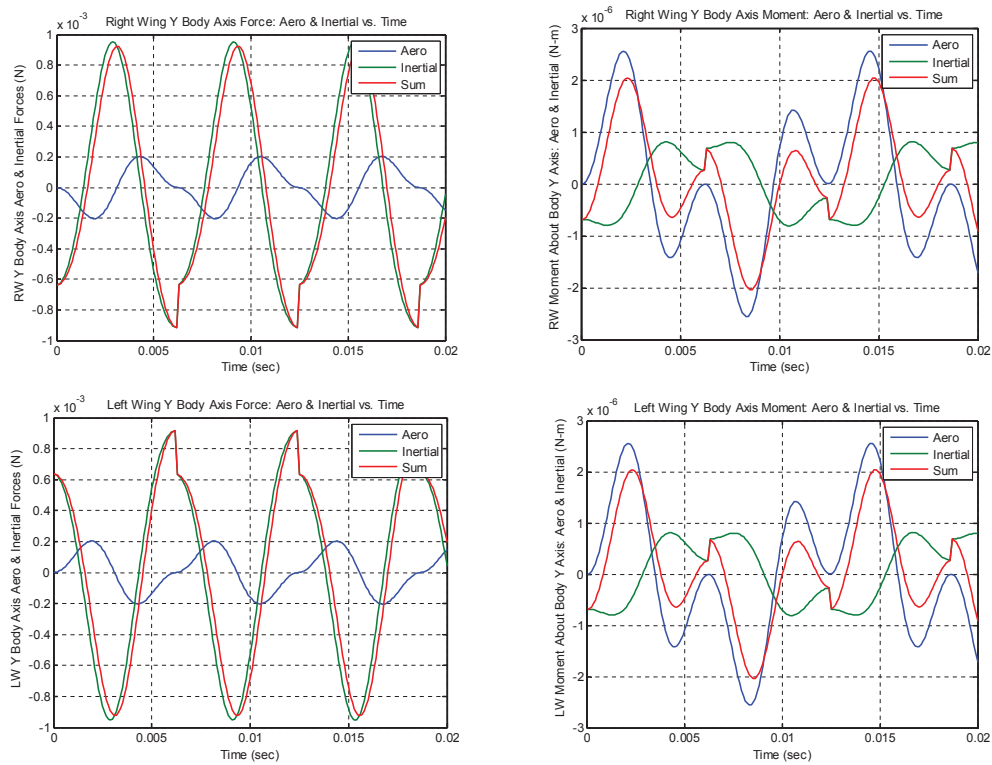 Right Wing Y Body Axis Force: Aero & Inertial vs. Time
x 10^-3
RW Y Body Axis Aero & Inertial Forces (N)
1
0.8
0.6
0.4
0.2
0
-0.2
-0.4
-0.6
-0.8
-1
0 0.005 0.01 0.015 0.02
Time (sec)
Aero
Inertial
Sum
Right Wing Y Body Axis Moment: Aero & Inertial vs. Time
x 10^-6
RW Moment About Body Y Axis: Aero & Inertial (N-m)
3
2
1
0
-1
-2
-3
0 0.005 0.01 0.015 0.02
Time (sec)
Aero
Inertial
Sum
Left Wing Y Body Axis Force: Aero & Inertial vs. Time
x 10^-3
LW Y Body Axis Aero & Inertial Forces (N)
1
0.8
0.6
0.4
0.2
0
-0.2
-0.4
-0.6
-0.8
-1
0 0.005 0.01 0.015 0.02
Time (sec)
Aero
Inertial
Sum
Left Wing Y Body Axis Moment: Aero & Inertial vs. Time
x 10^-6
LW Moment About Body Y Axis: Aero & Inertial (N-m)
3
2
1
0
-1
-2
-3
0 0.005 0.01 0.015 0.02
Time (sec)
Aero
Inertial
Sum